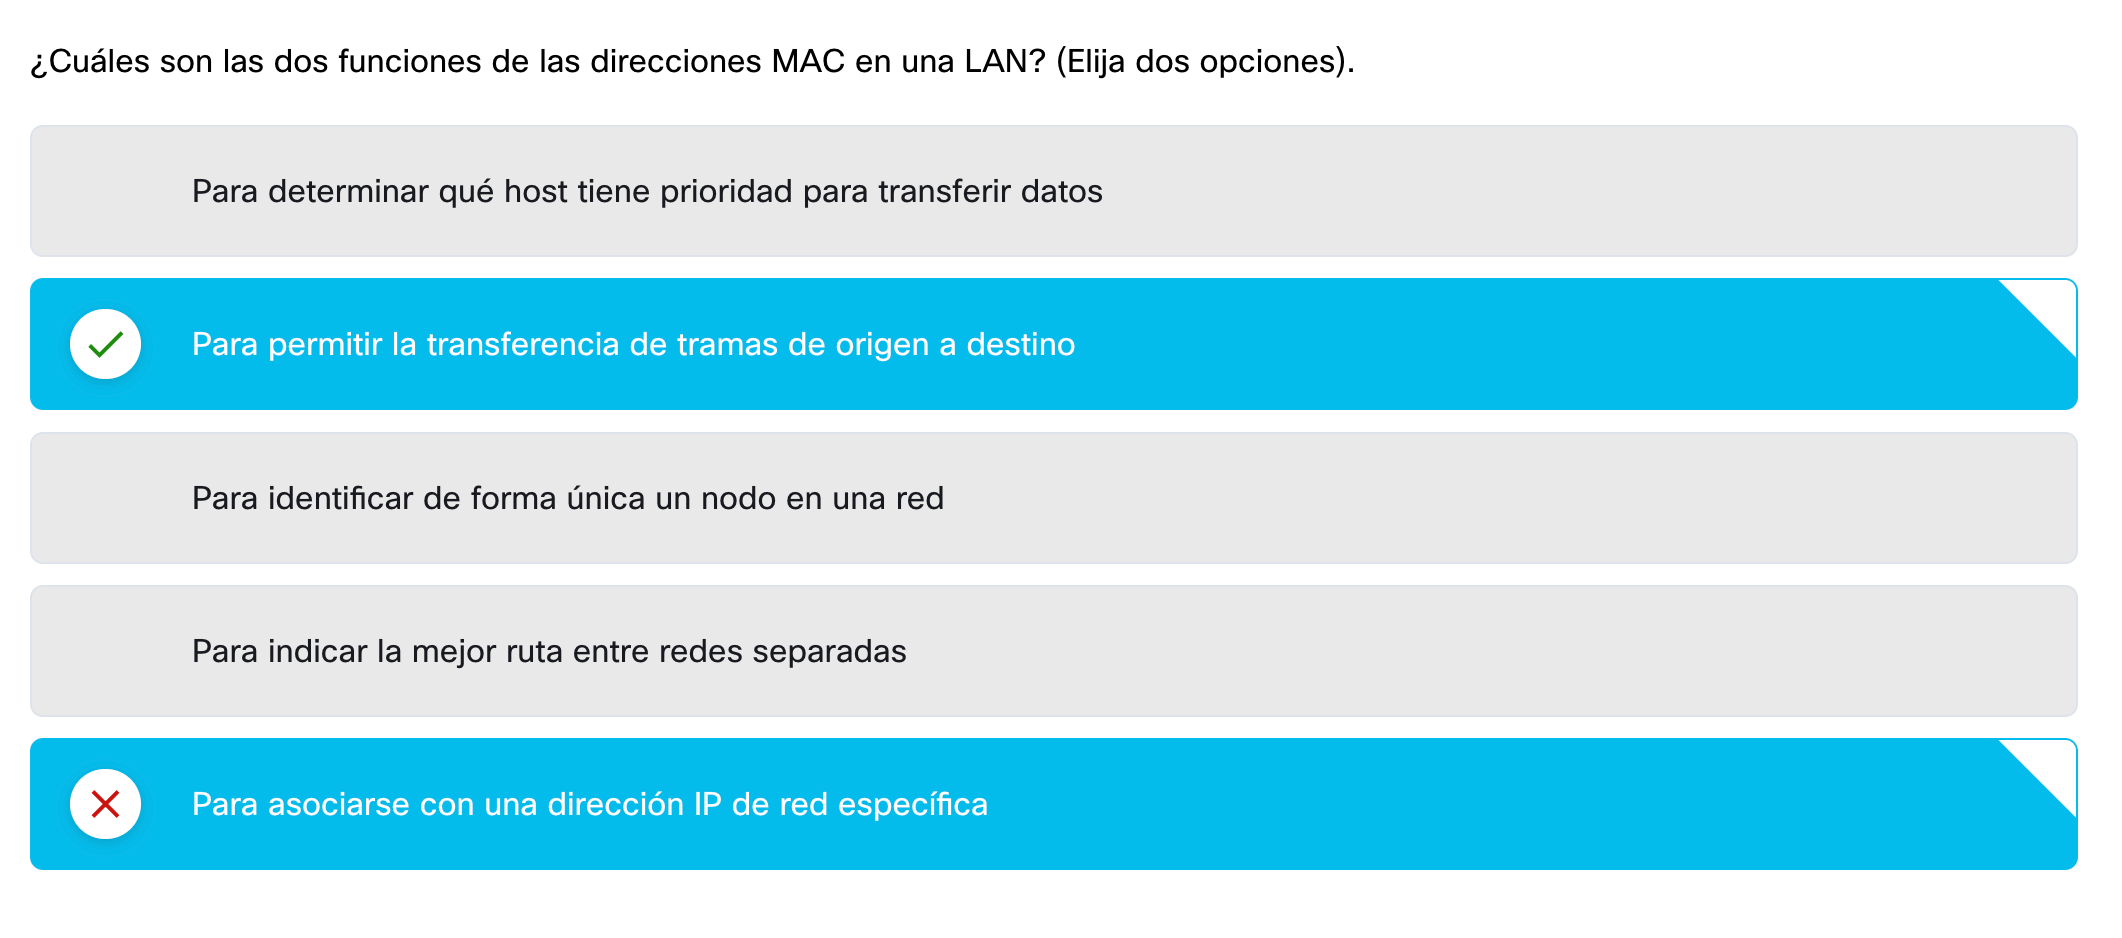 ¿Cuáles son las dos funciones de las direcciones MAC en una LAN? (Elija dos opciones).
Para determinar qué host tiene prioridad para transferir datos
Para permitir la transferencia de tramas de origen a destino
Para identificar de forma única un nodo en una red
Para indicar la mejor ruta entre redes separadas
Para asociarse con una dirección IP de red específica